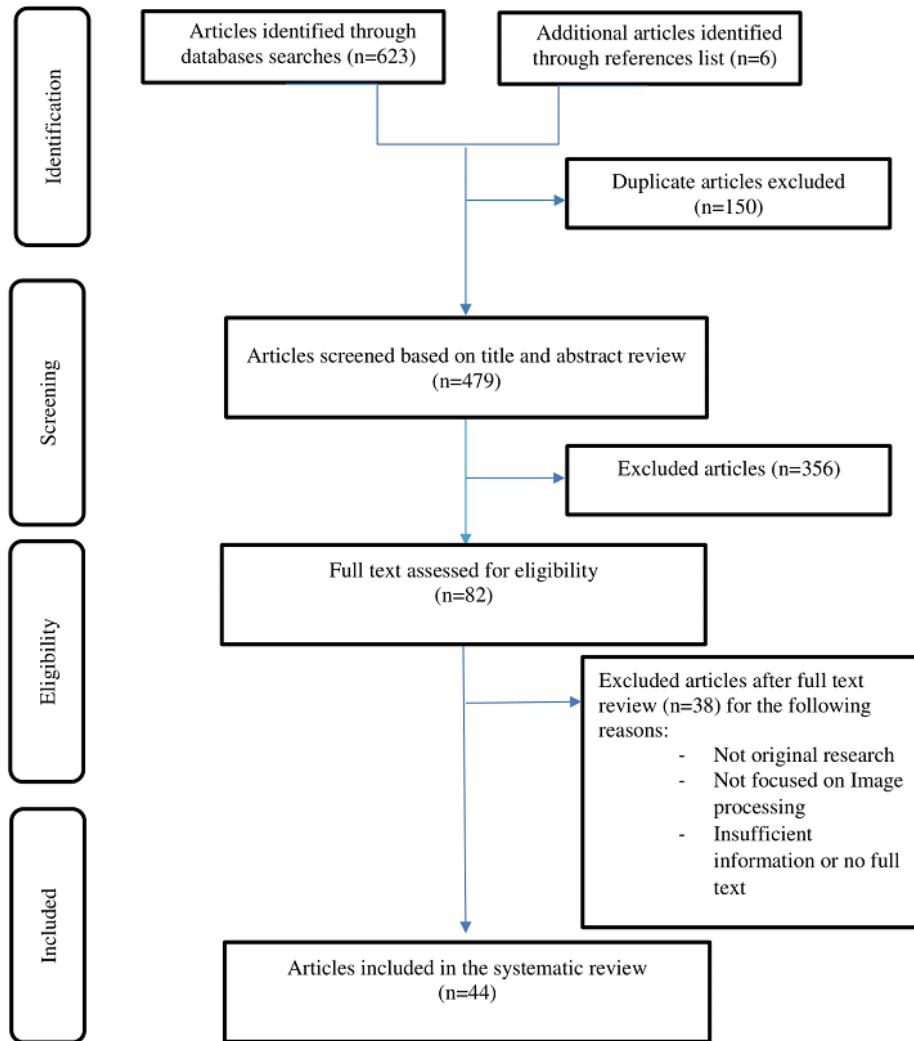 Identification
Articles identified through
databases searches (n=623)
Additional articles identified
through references list (n=6)
Duplicate articles excluded
(n=150)
Screening
Articles screened based on title and abstract review
(n=479)
Excluded articles (n=356)
Eligibility
Full text assessed for eligibility
(n=82)
Excluded articles after full text
review (n=38) for the following
reasons:
- Not original research
- Not focused on Image
processing
- Insufficient
information or no full
text
Included
Articles included in the systematic review
(n=44)